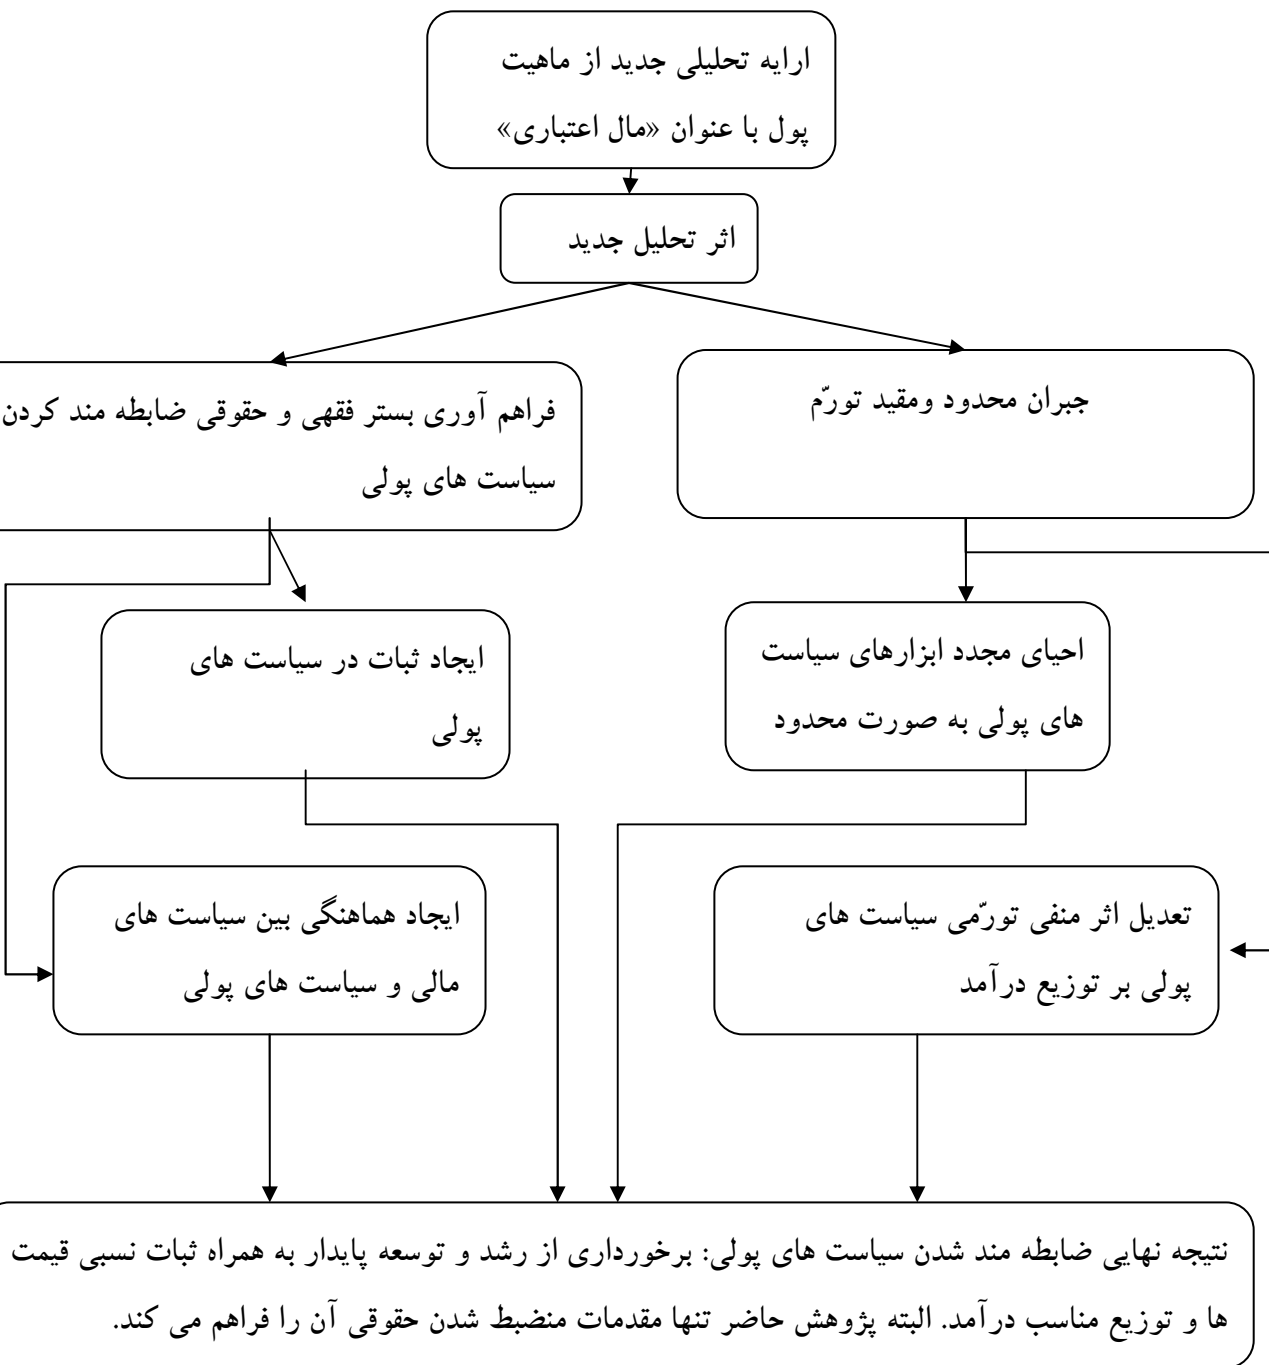 ارایه تحلیلی جدید از ماهیت
پول با عنوان «مال اعتباری»
اثر تحلیل جدید
جبران محدود ومقید تورّم
فراهم آوری بستر فقهی و حقوقی ضابطه مند کردن
سیاست های پولی
احیای مجدد ابزارهای سیاست
های پولی به صورت محدود
ایجاد ثبات در سیاست های
پولی
تعدیل اثر منفی تورّمی سیاست های
پولی بر توزیع درآمد
ایجاد هماهنگی بین سیاست های
مالی و سیاست های پولی
نتیجه نهایی ضابطه مند شدن سیاست های پولی: برخورداری از رشد و توسعه پایدار به همراه ثبات نسبی قیمت
ها و توزیع مناسب درآمد. البته پژوهش حاضر تنها مقدمات منضبط شدن حقوقی آن را فراهم می کند.